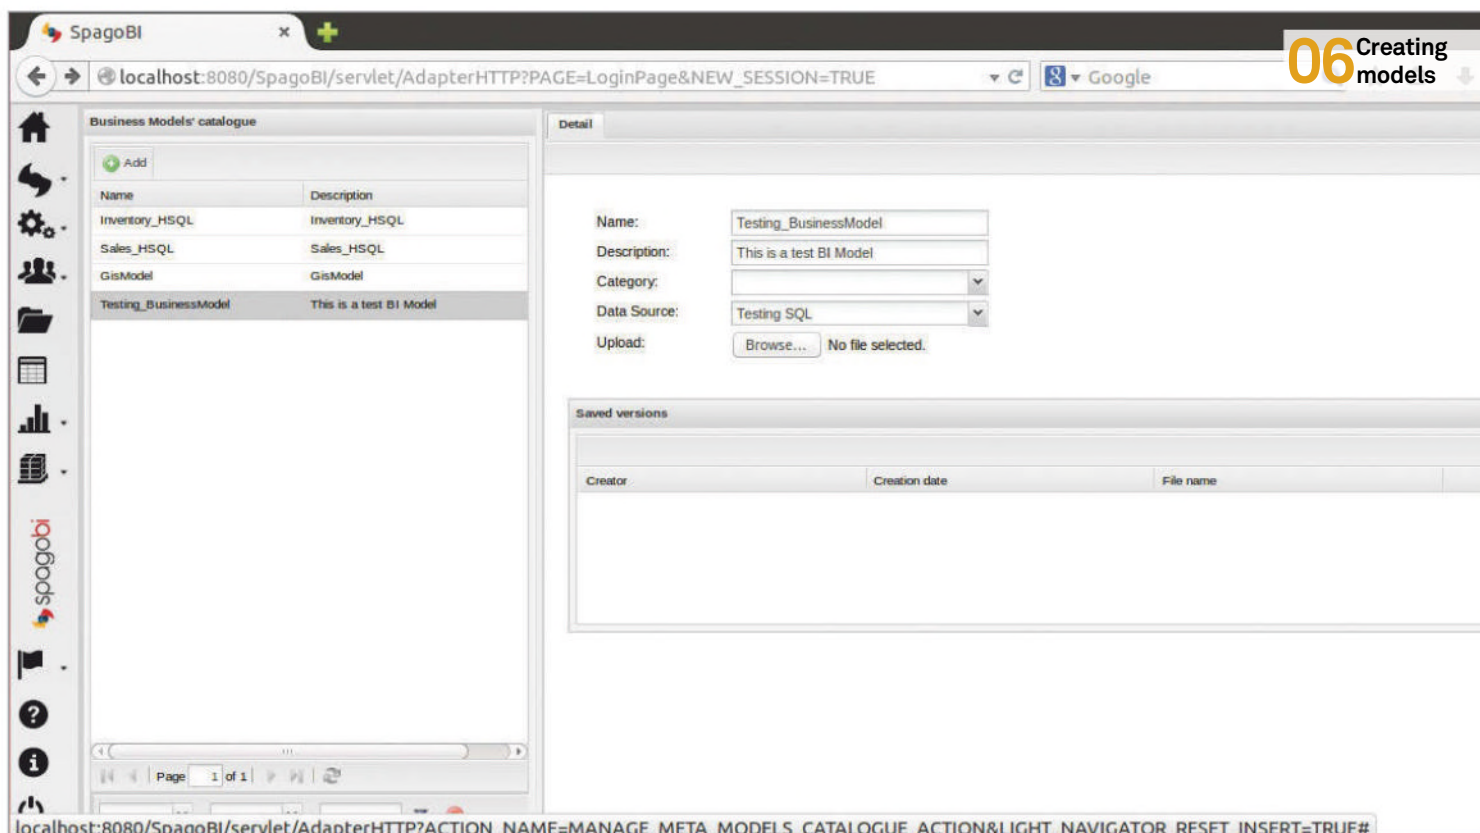 SpagoBI
06 Creating models
localhost:8080/SpagoBI/servlet/AdapterHTTP?PAGE=LoginPage&NEW_SESSION=TRUE
8 Google
Business Models' catalogue
Add
Name Description
Inventory_HSQL Inventory_HSQL
Sales_HSQL Sales_HSQL
GisModel GisModel
Testing_BusinessModel This is a test BI Model
Page 1 of 1
Detail
Name: Testing_BusinessModel
Description: This is a test BI Model
Category:
Data Source: Testing SQL
Upload: Browse... No file selected.
Saved versions
Creator Creation date File name
spagobi
localhost:8080/SpagoBI/servlet/AdapterHTTP?ACTION_NAME=MANAGE_META_MODELS_CATALOGUE_ACTION&LIGHT_NAVIGATOR_RESET_INSERT=TRUE#